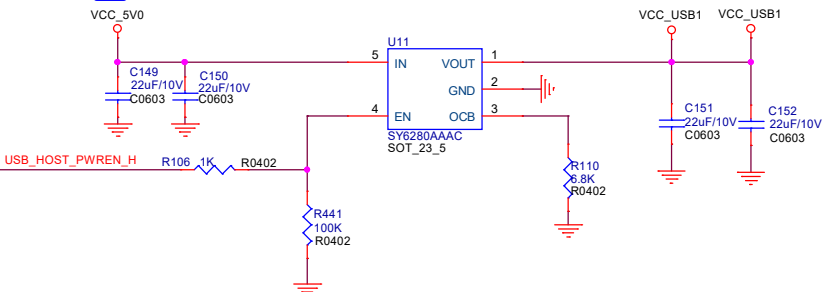 VCC_5V0
VCC_USB1
VCC_USB1
U11
5
IN
VOUT
1
GND
2
4
EN
OCB
3
SY6280AAAC
SOT_23_5
C149
22uF/10V
C0603
C150
22uF/10V
C0603
C151
22uF/10V
C0603
C152
22uF/10V
C0603
USB_HOST_PWREN_H
R106
1K
R0402
R110
6.8K
R0402
R441
100K
R0402